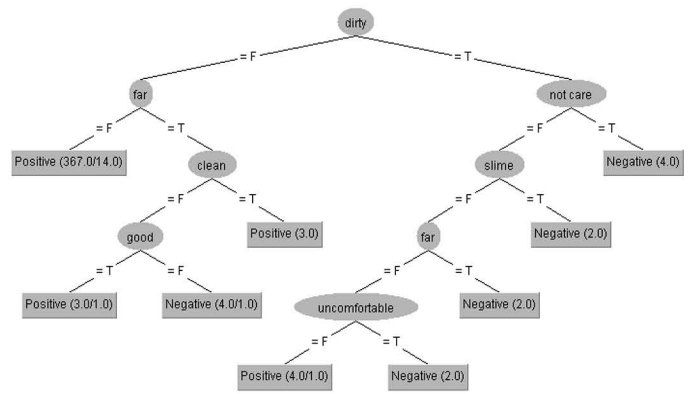 dirty
= F
= T
far
not care
= F
= T
= F
= T
Positive (367.0/14.0)
clean
slime
Negative (4.0)
= F
= T
= F
= T
good
Positive (3.0)
far
Negative (2.0)
= T
= F
= F
= T
Positive (3.0/1.0)
Negative (4.0/1.0)
uncomfortable
Negative (2.0)
= F
= T
Positive (4.0/1.0)
Negative (2.0)